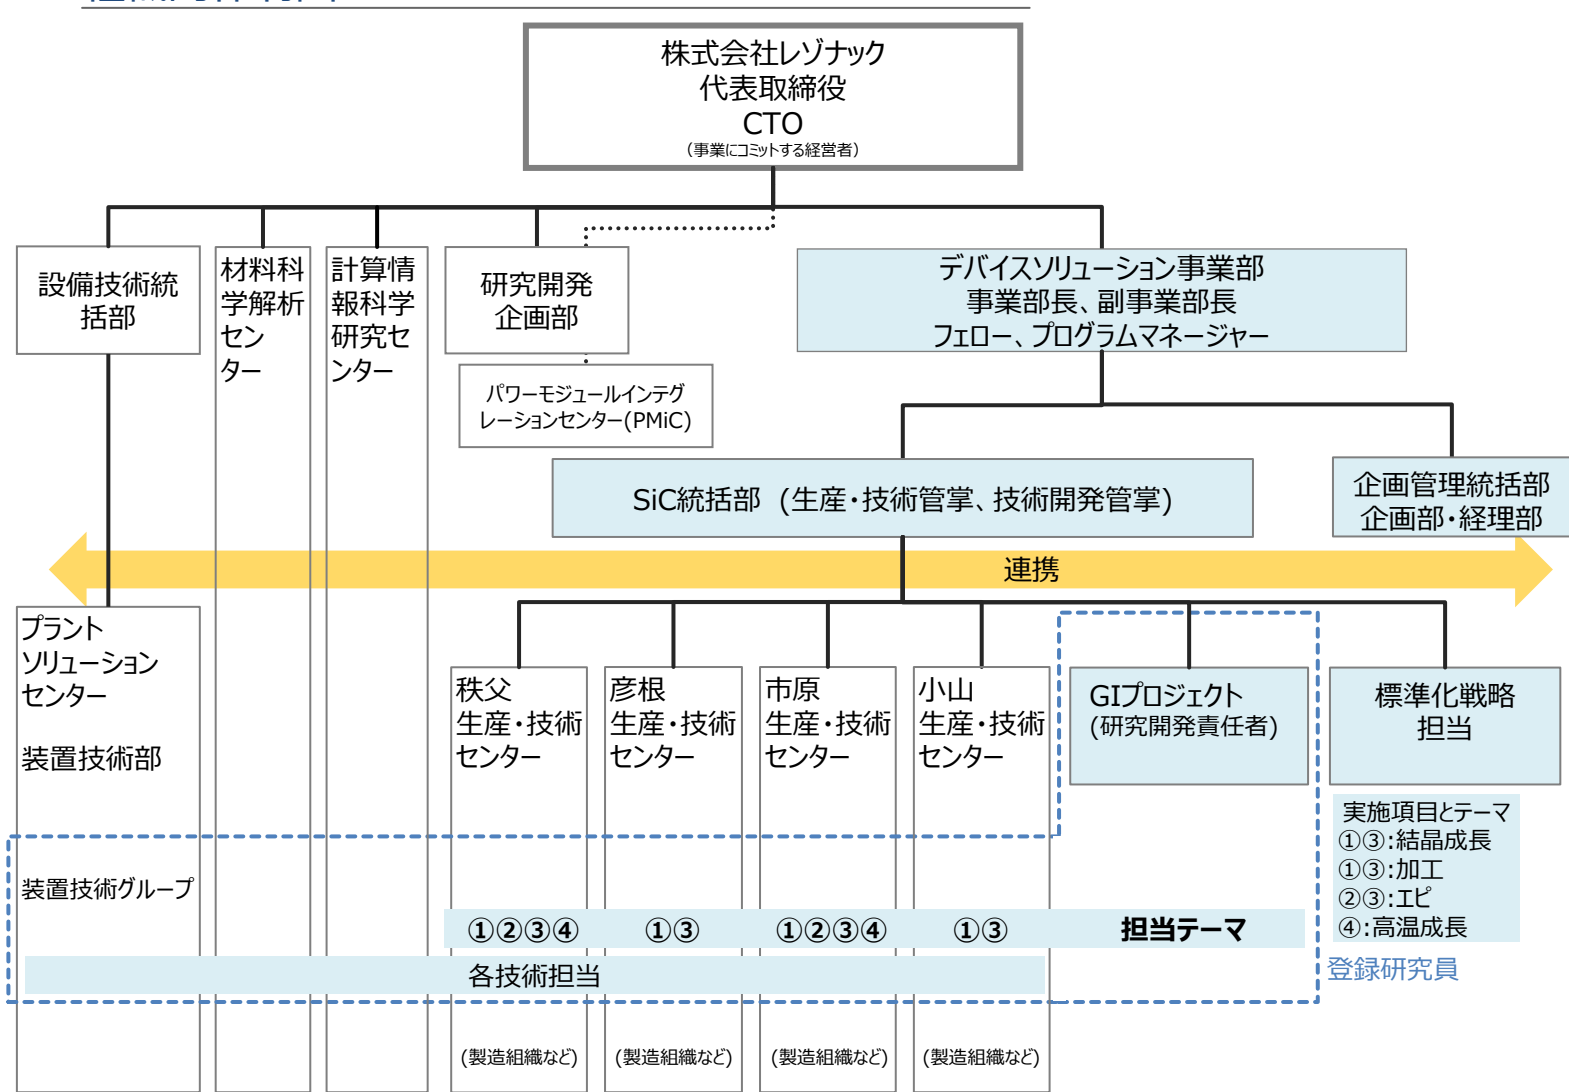 株式会社レゾナック
代表取締役
CTO
(事業にコミットする経営者)
設備技術統
括部
材料科
学解析
セン
ター
計算情
報科学
研究セ
ンター
研究開発
企画部
デバイスソリューション事業部
事業部長、副事業部長
フェロー、プログラムマネージャー
パワーモジュールインテグ
レーションセンター(PMiC)
SiC統括部 (生産・技術管掌、技術開発管掌)
企画管理統括部
企画部・経理部
連携
プラント
ソリューション
センター
装置技術部
秩父
生産・技術
センター
彦根
生産・技術
センター
市原
生産・技術
センター
小山
生産・技術
センター
GIプロジェクト
(研究開発責任者)
標準化戦略
担当
実施項目とテーマ
①③:結晶成長
①③:加工
②③:エピ
④:高温成長
装置技術グループ
①②③④
①③
①②③④
①③
担当テーマ
各技術担当
登録研究員
(製造組織など)
(製造組織など)
(製造組織など)
(製造組織など)